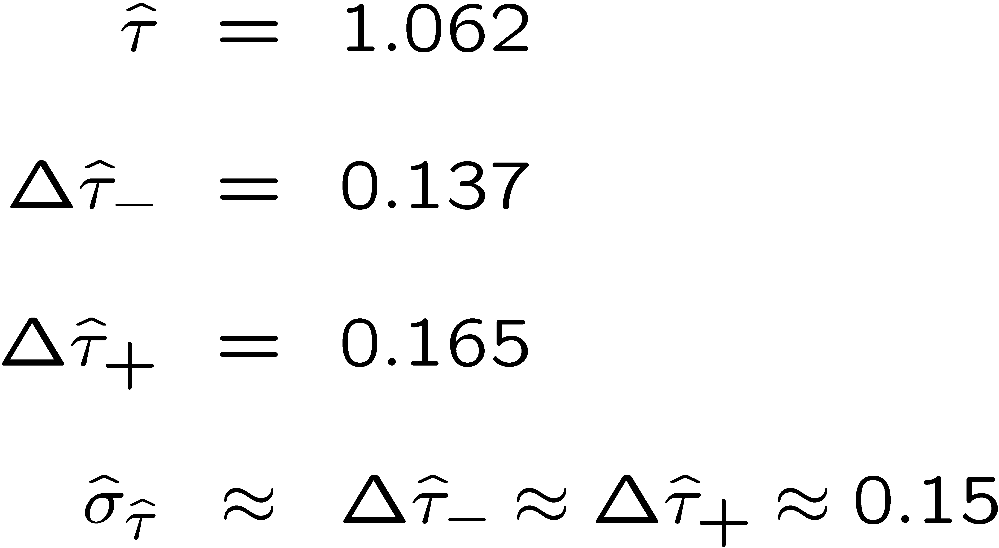 τ̂ = 1.062
Δτ̂₋ = 0.137
Δτ̂₊ = 0.165
σ̂_τ̂ ≈ Δτ̂₋ ≈ Δτ̂₊ ≈ 0.15